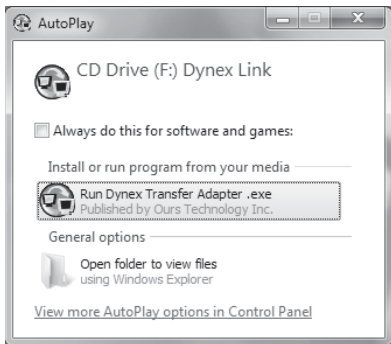 AutoPlay
CD Drive (F:) Dynex Link
Always do this for software and games:
Install or run program from your media
Run Dynex Transfer Adapter .exe
Published by Ours Technology Inc.
General options
Open folder to view files
using Windows Explorer
View more AutoPlay options in Control Panel